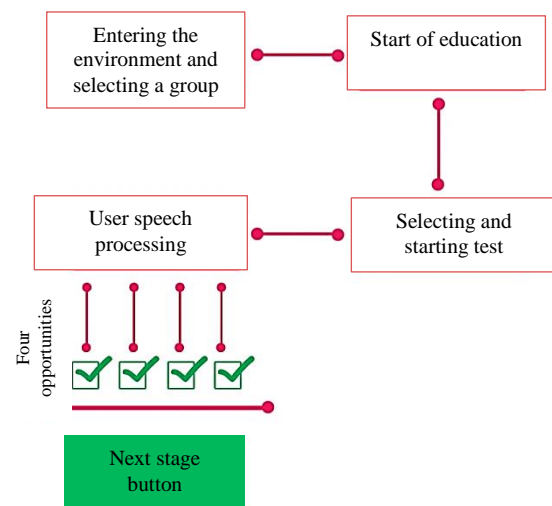 Entering the
environment and
selecting a group
Start of education
User speech
processing
Selecting and
starting test
Four
opportunities
Next stage
button